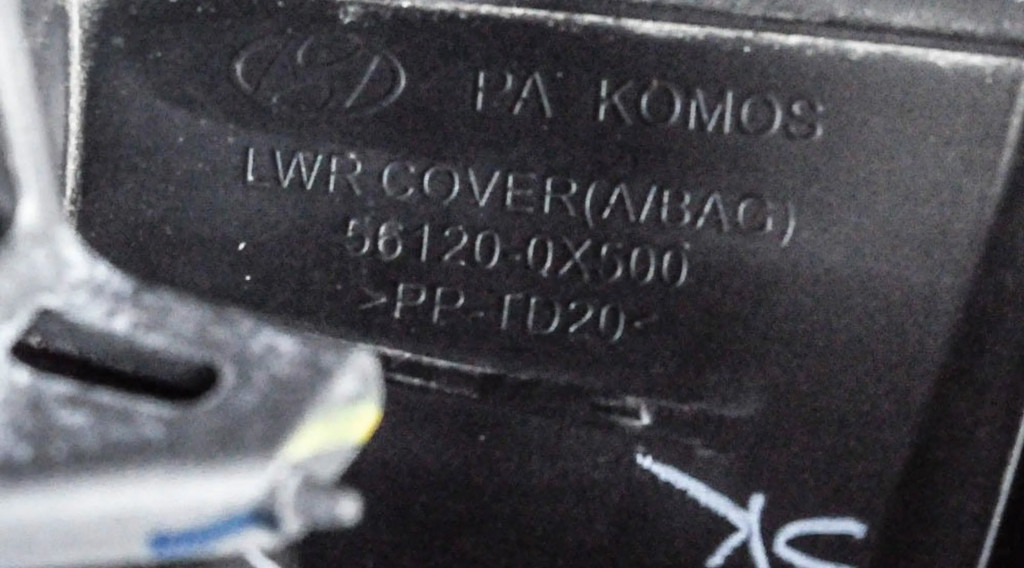 PA KOMOS
LWR COVER(A/BAG)
56120-0X500
>PP-TD20<